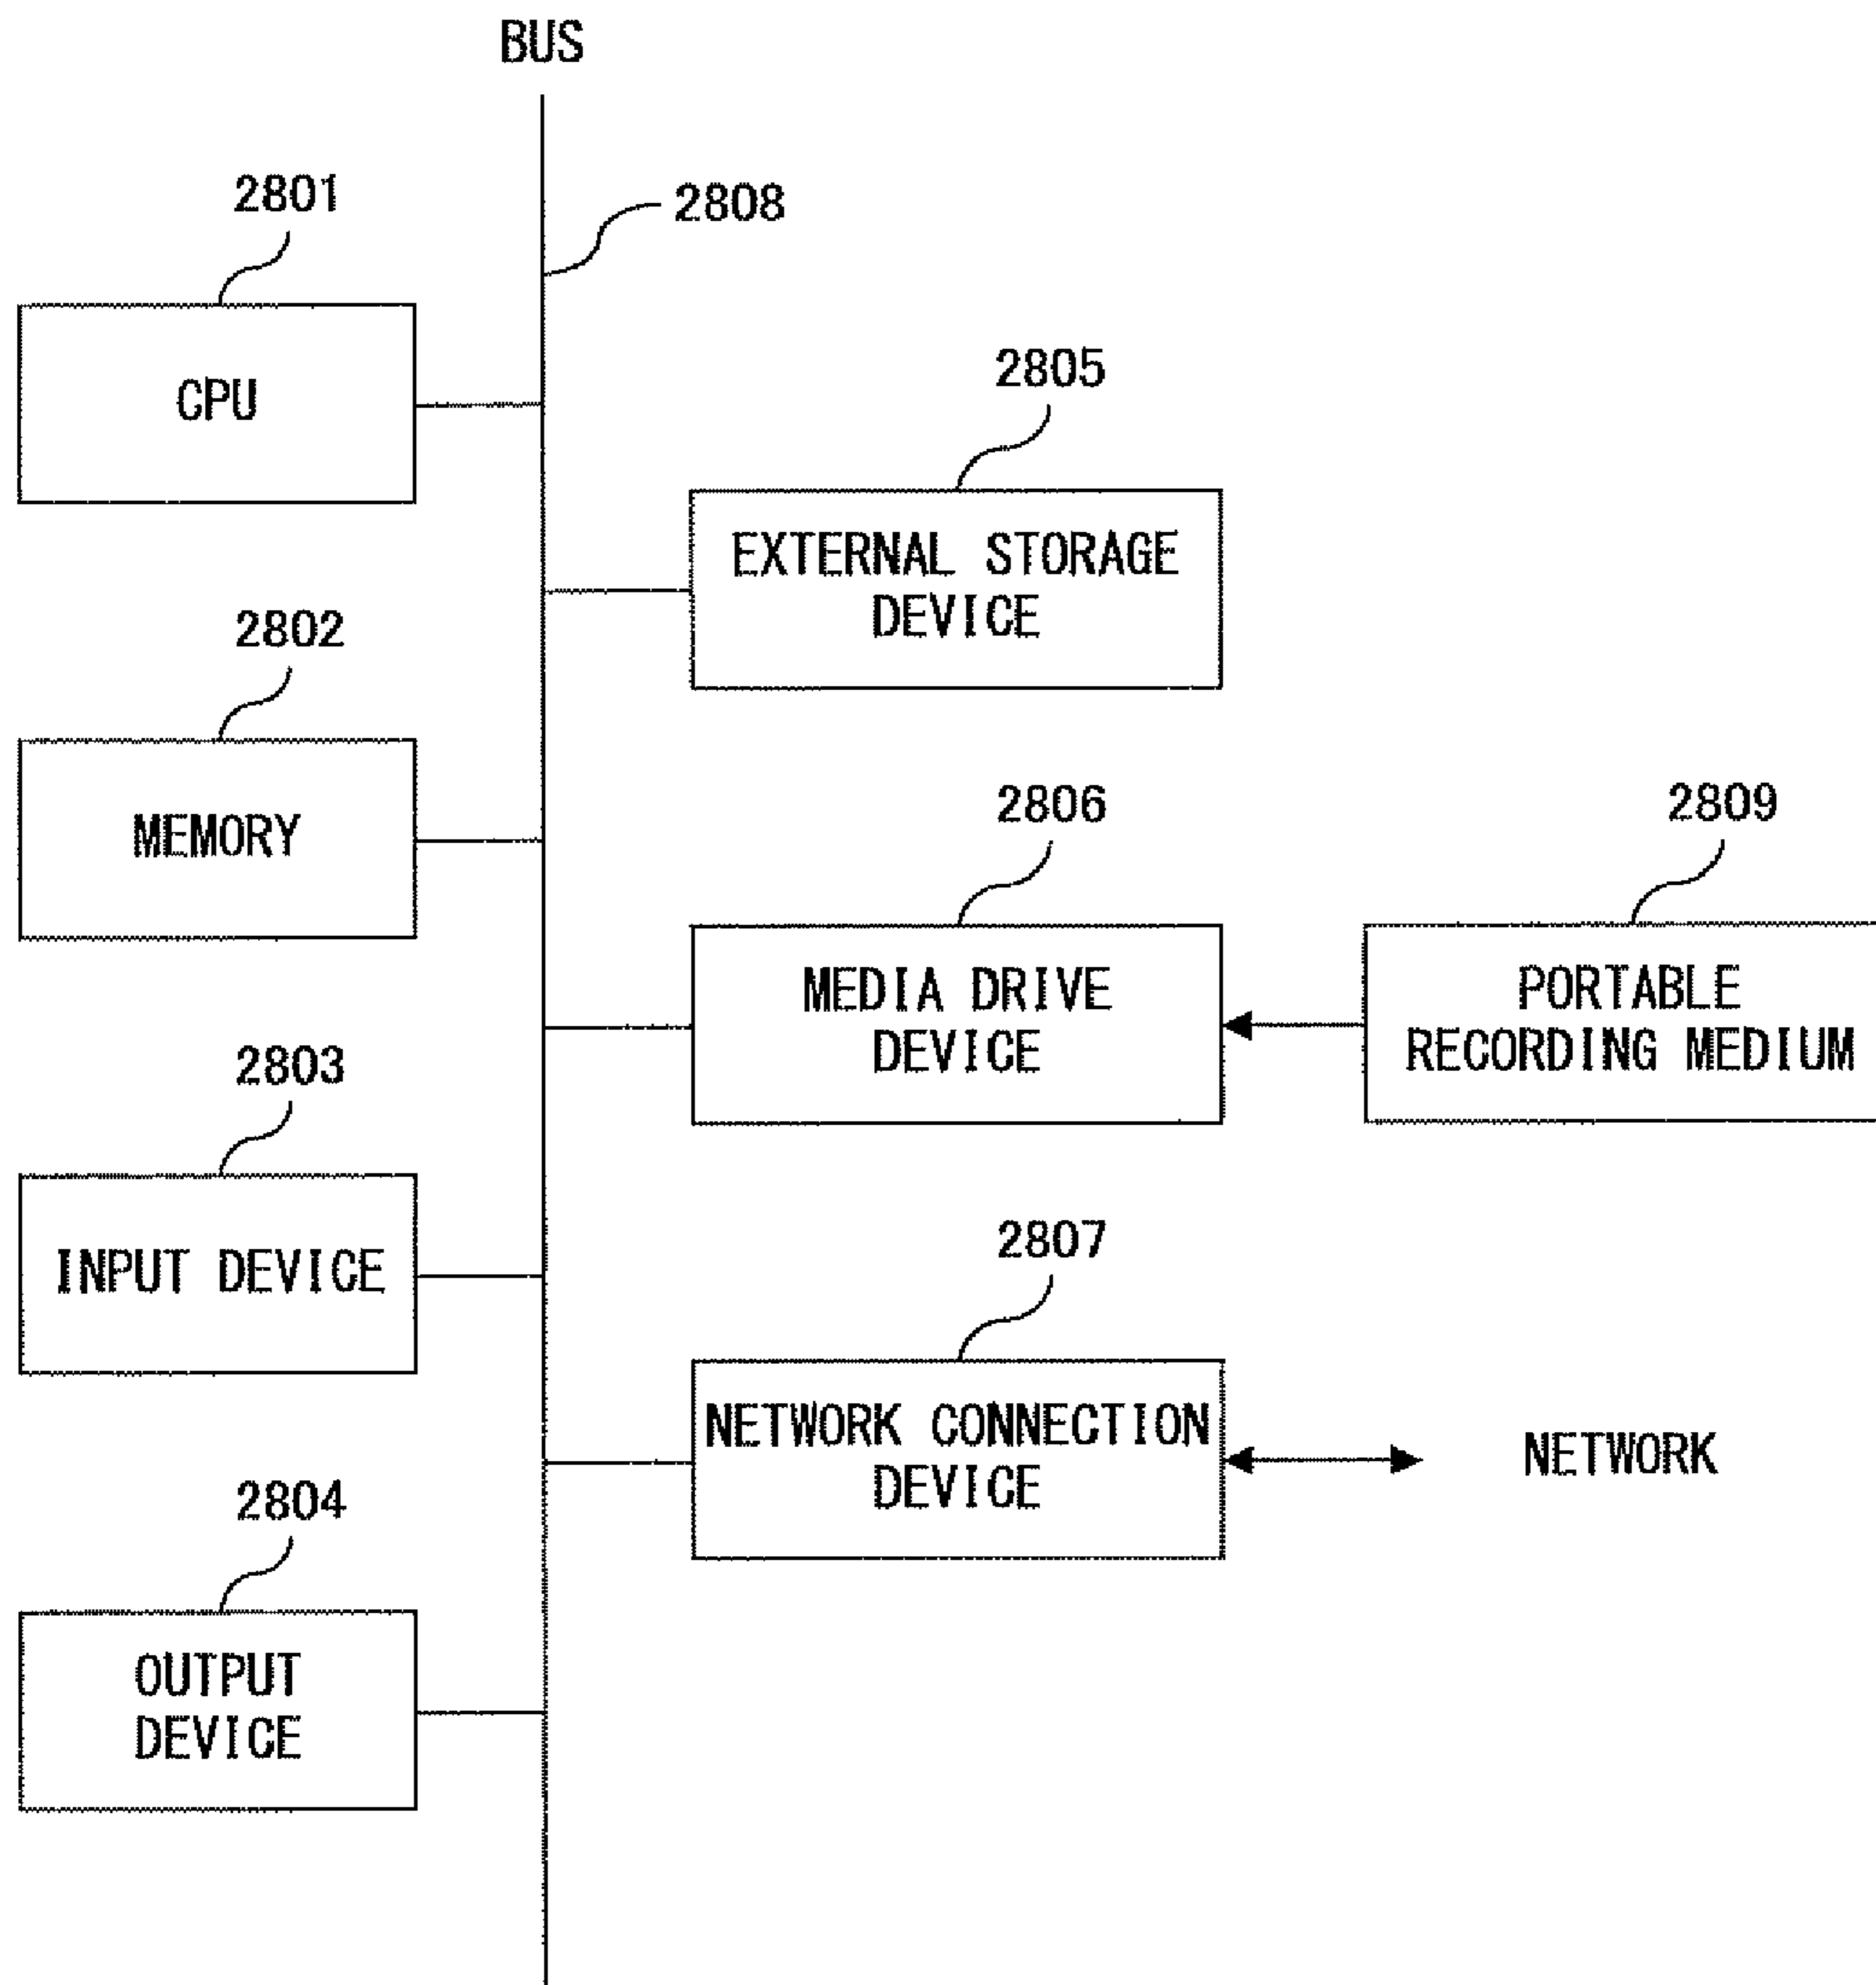 BUS
2801
2808
CPU
2805
EXTERNAL STORAGE
DEVICE
2802
MEMORY
2806
MEDIA DRIVE
DEVICE
2809
PORTABLE
RECORDING MEDIUM
2803
INPUT DEVICE
2807
NETWORK CONNECTION
DEVICE
NETWORK
2804
OUTPUT
DEVICE